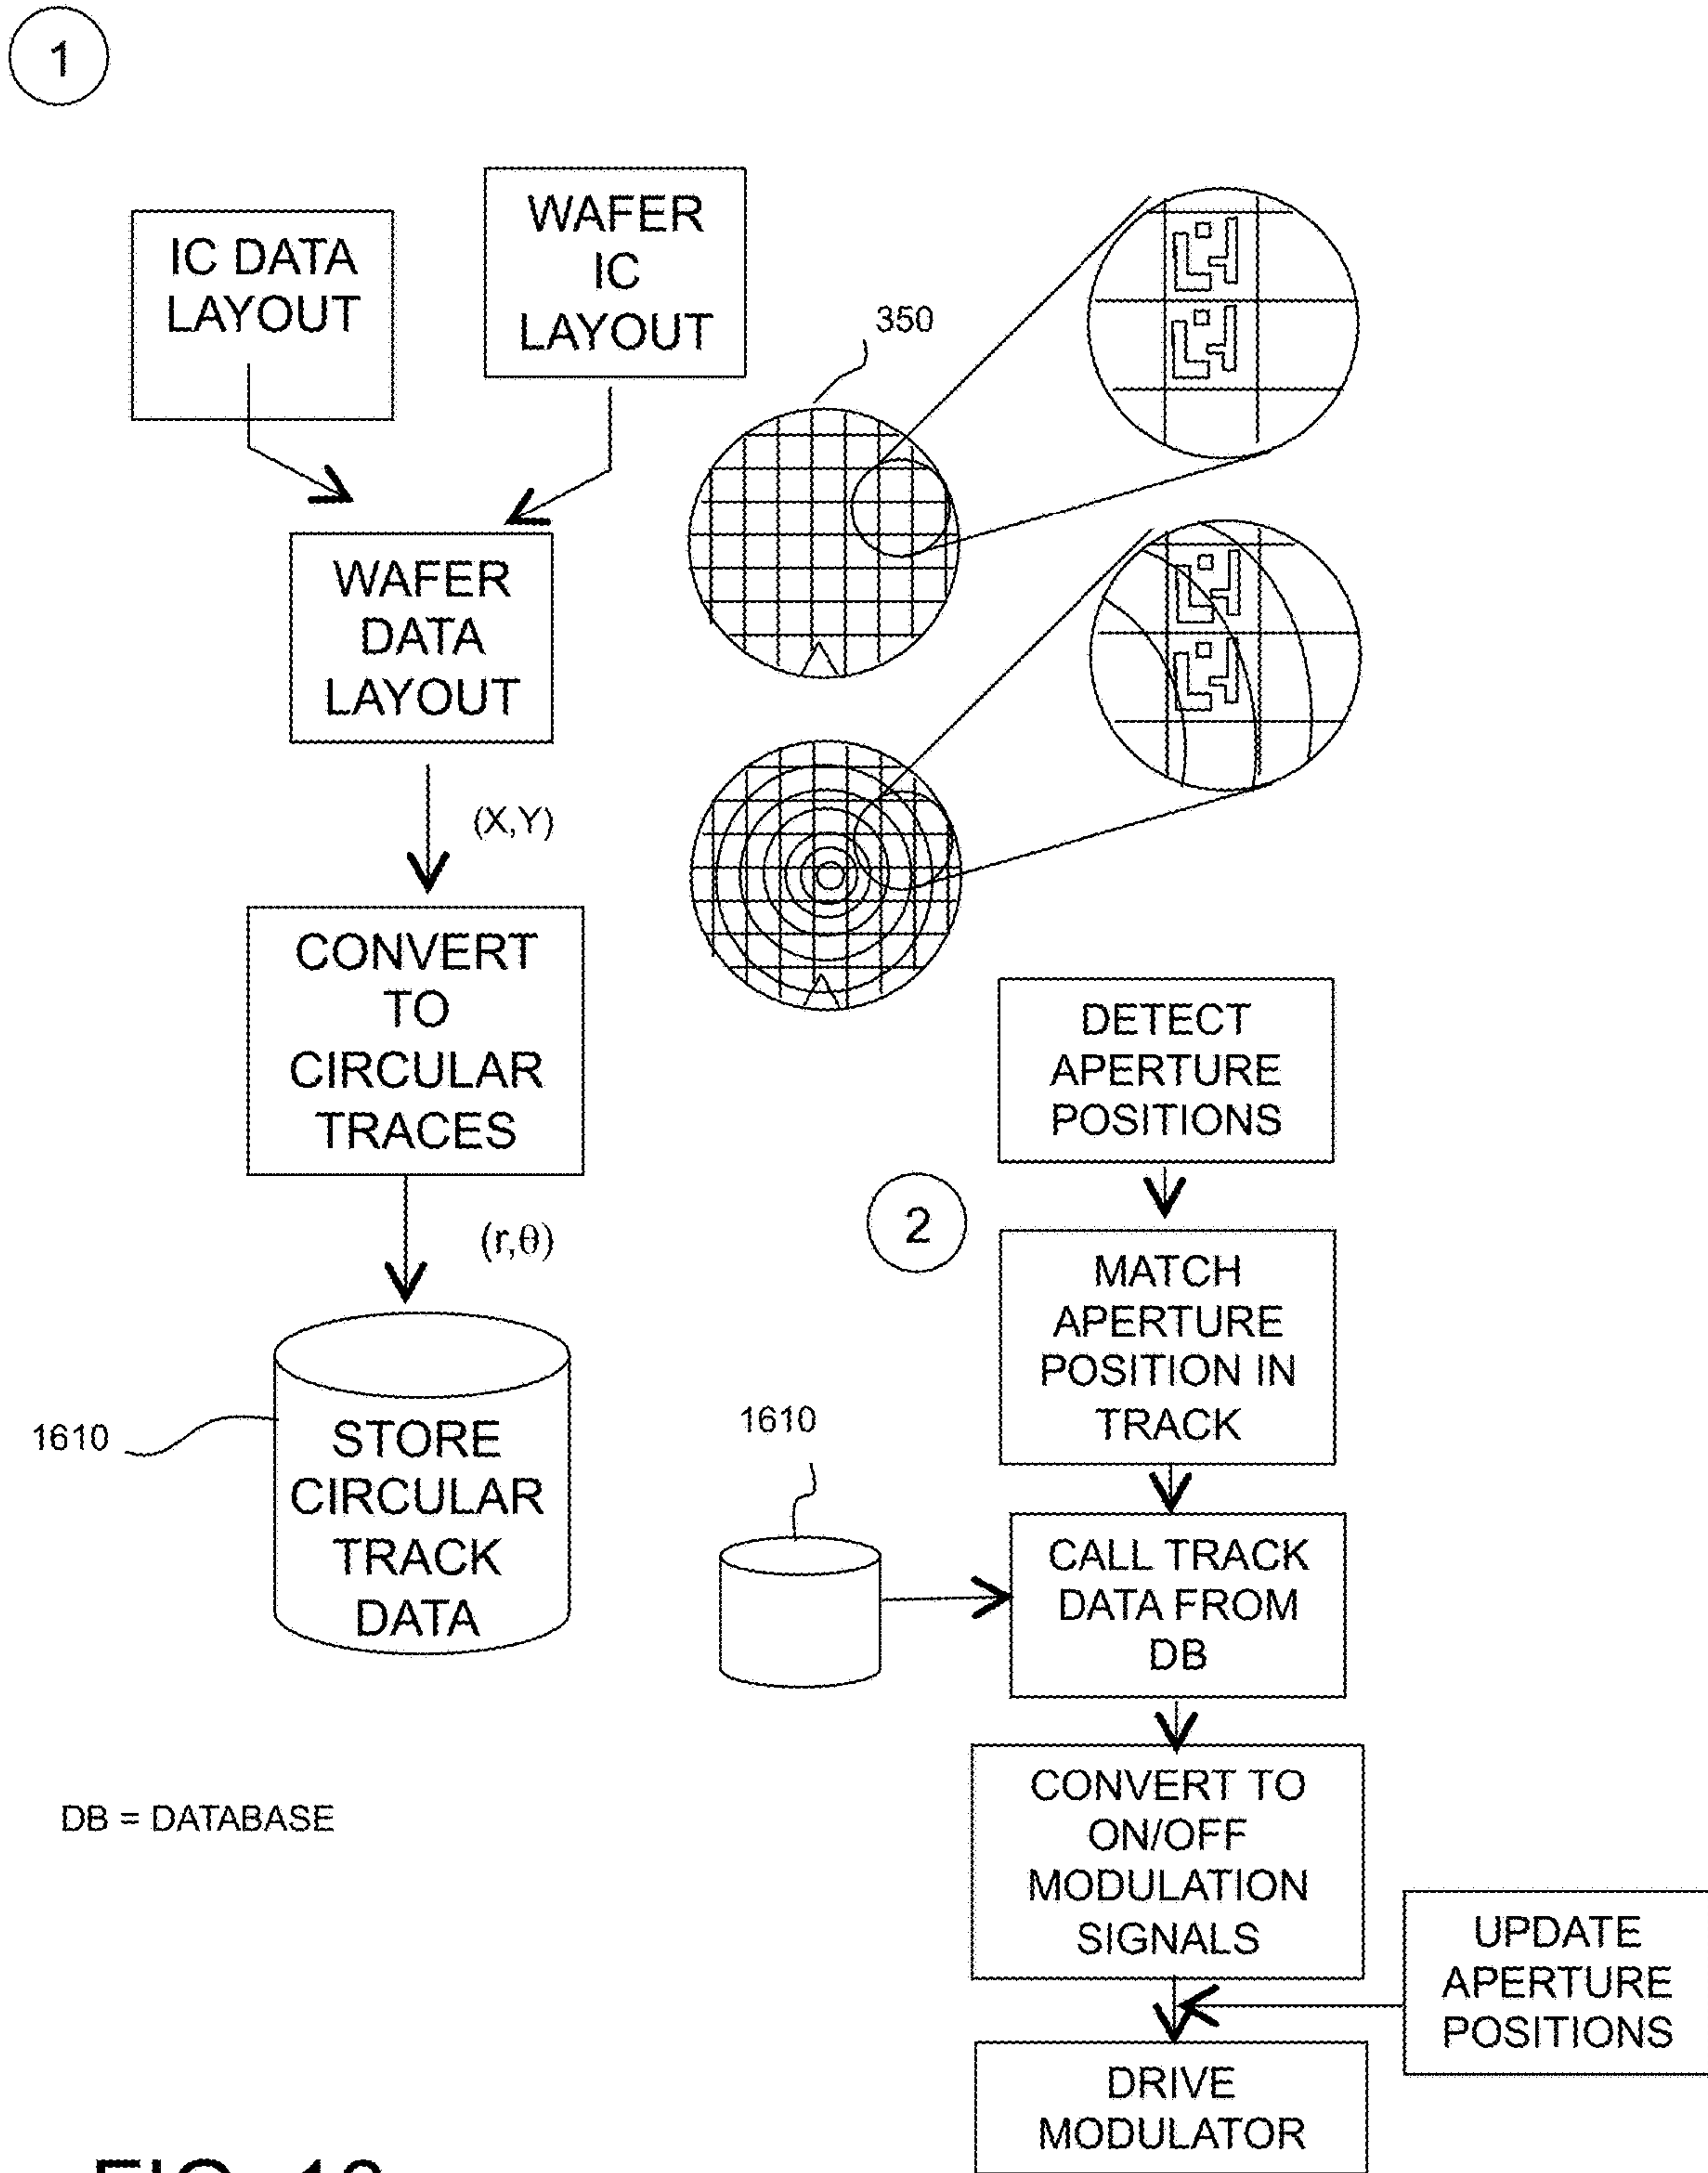 1
IC DATA
LAYOUT
WAFER
IC
LAYOUT
350
WAFER
DATA
LAYOUT
(X,Y)
CONVERT
TO
CIRCULAR
TRACES
(r,θ)
1610
STORE
CIRCULAR
TRACK
DATA
DB = DATABASE
2
DETECT
APERTURE
POSITIONS
MATCH
APERTURE
POSITION IN
TRACK
1610
CALL TRACK
DATA FROM
DB
CONVERT TO
ON/OFF
MODULATION
SIGNALS
UPDATE
APERTURE
POSITIONS
DRIVE
MODULATOR